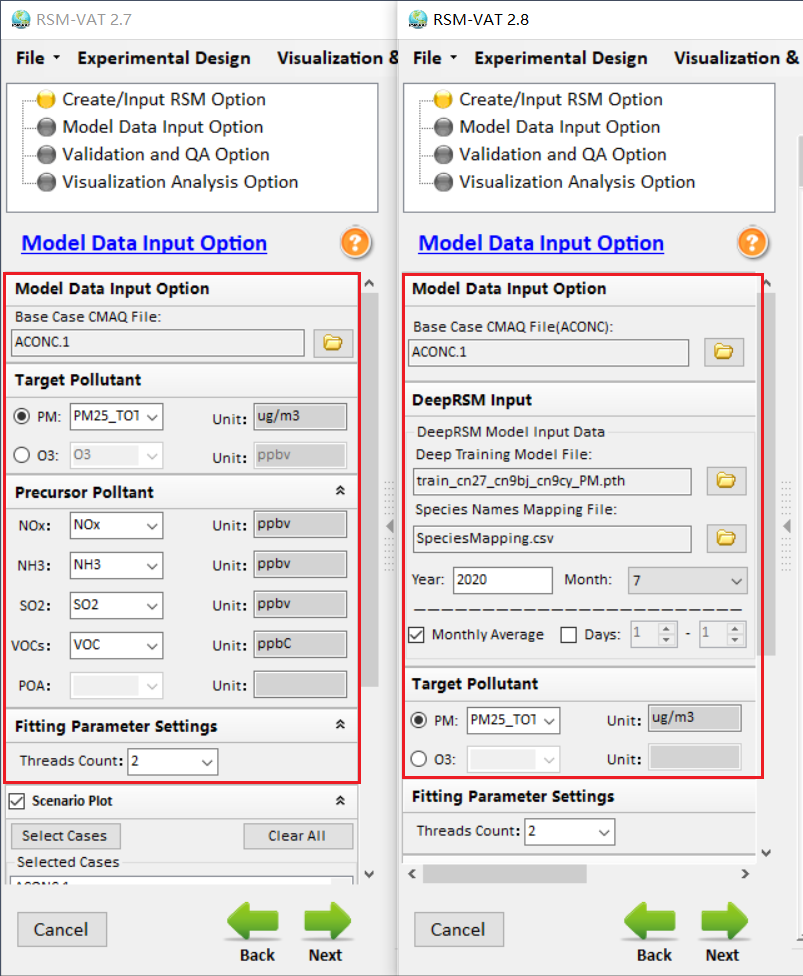 RSM-VAT 2.7
File Experimental Design Visualization &
Create/Input RSM Option
Model Data Input Option
Validation and QA Option
Visualization Analysis Option
Model Data Input Option ?
Model Data Input Option
Base Case CMAQ File:
ACONC.1
Target Pollutant
PM: PM25_TOT Unit: ug/m3
O3: O3 Unit: ppbv
Precursor Polltant
NOx: NOx Unit: ppbv
NH3: NH3 Unit: ppbv
SO2: SO2 Unit: ppbv
VOCs: VOC Unit: ppbC
POA: Unit:
Fitting Parameter Settings
Threads Count: 2
Scenario Plot
Select Cases Clear All
Selected Cases
ACONC.1
Cancel Back Next
RSM-VAT 2.8
File Experimental Design Visualization &
Create/Input RSM Option
Model Data Input Option
Validation and QA Option
Visualization Analysis Option
Model Data Input Option ?
Model Data Input Option
Base Case CMAQ File(ACONC):
ACONC.1
DeepRSM Input
DeepRSM Model Input Data
Deep Training Model File:
train_cn27_cn9bj_cn9cy_PM.pth
Species Names Mapping File:
SpeciesMapping.csv
Year: 2020 Month: 7
Monthly Average Days: 1 - 1
Target Pollutant
PM: PM25_TOT Unit: ug/m3
O3: Unit:
Fitting Parameter Settings
Threads Count: 2
Cancel Back Next